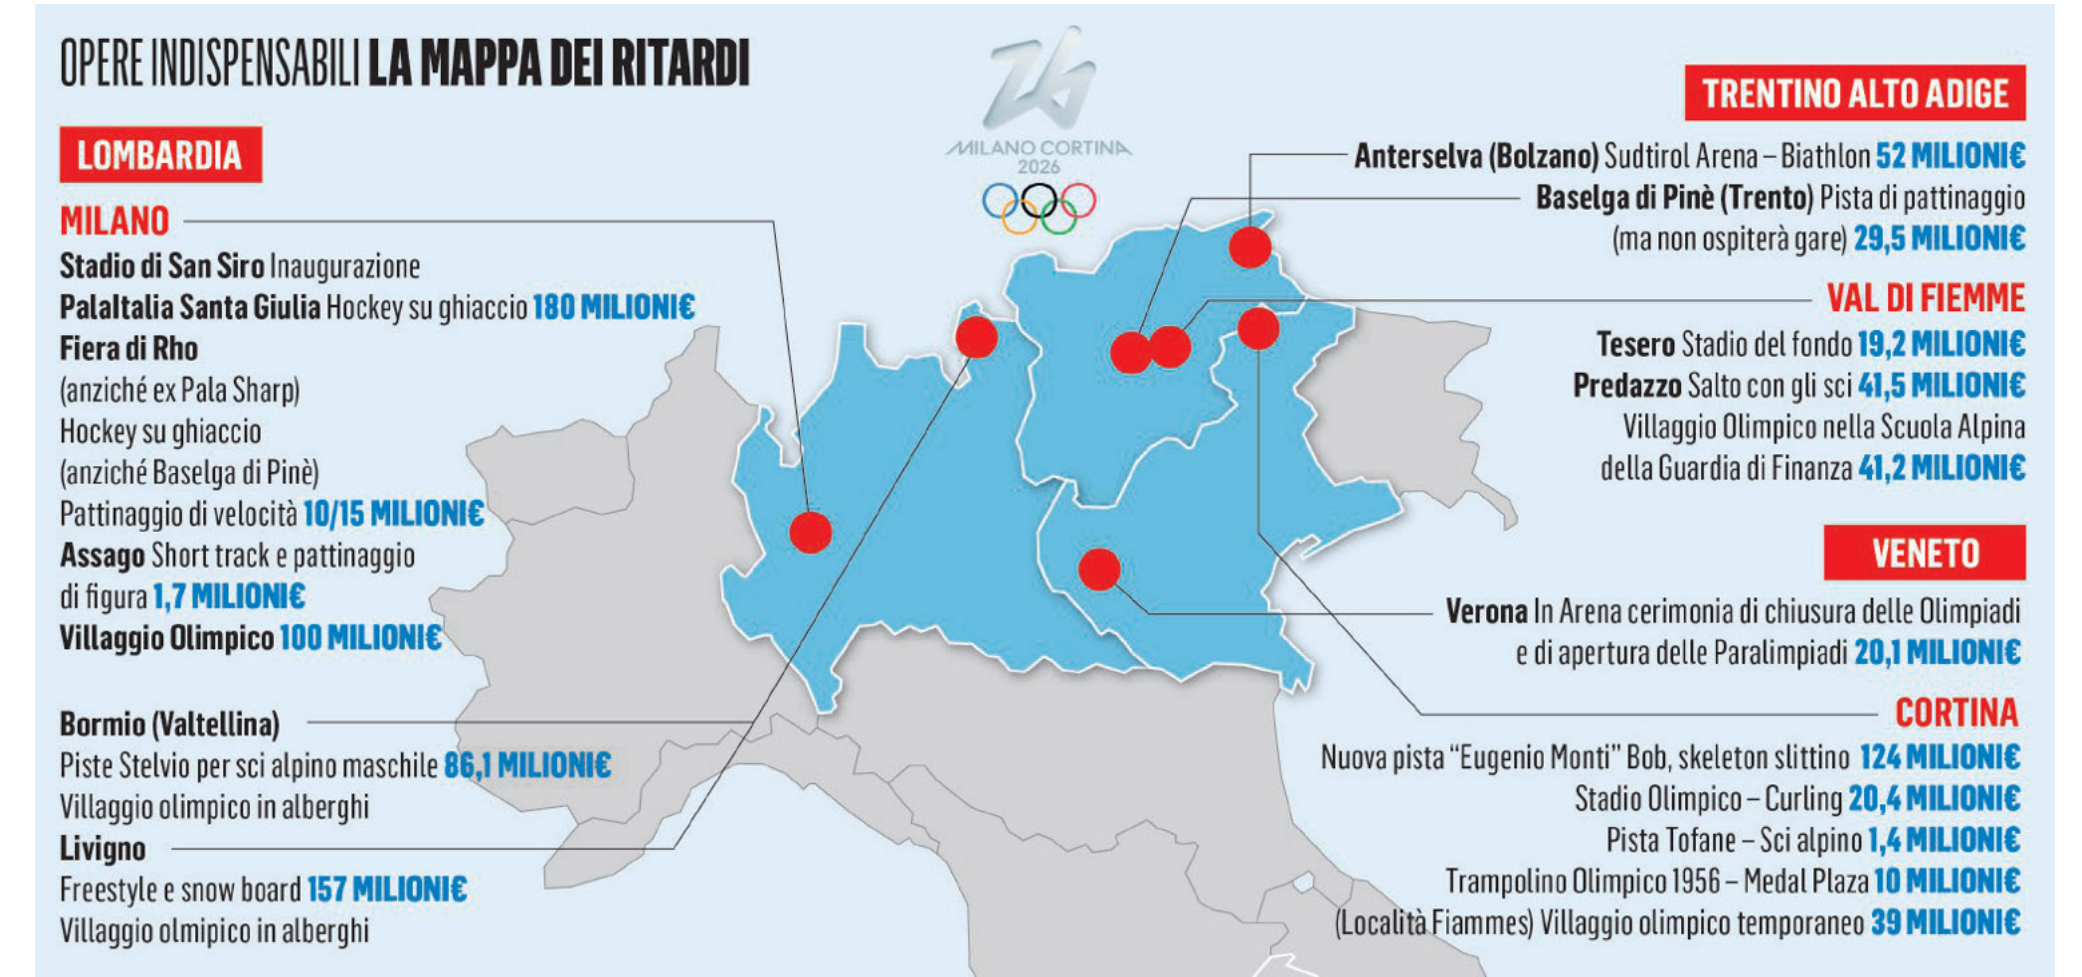 OPERE INDISPENSABILI LA MAPPA DEI RITARDI
26
MILANO CORTINA
2026
LOMBARDIA
MILANO
Stadio di San Siro Inaugurazione
PalaItalia Santa Giulia Hockey su ghiaccio 180 MILIONI€
Fiera di Rho
(anziché ex Pala Sharp)
Hockey su ghiaccio
(anziché Baselga di Pinè)
Pattinaggio di velocità 10/15 MILIONI€
Assago Short track e pattinaggio
di figura 1,7 MILIONI€
Villaggio Olimpico 100 MILIONI€
Bormio (Valtellina)
Piste Stelvio per sci alpino maschile 86,1 MILIONI€
Villaggio olimpico in alberghi
Livigno
Freestyle e snow board 157 MILIONI€
Villaggio olmipico in alberghi
TRENTINO ALTO ADIGE
Anterselva (Bolzano) Sudtirol Arena – Biathlon 52 MILIONI€
Baselga di Pinè (Trento) Pista di pattinaggio
(ma non ospiterà gare) 29,5 MILIONI€
VAL DI FIEMME
Tesero Stadio del fondo 19,2 MILIONI€
Predazzo Salto con gli sci 41,5 MILIONI€
Villaggio Olimpico nella Scuola Alpina
della Guardia di Finanza 41,2 MILIONI€
VENETO
Verona In Arena cerimonia di chiusura delle Olimpiadi
e di apertura delle Paralimpiadi 20,1 MILIONI€
CORTINA
Nuova pista “Eugenio Monti” Bob, skeleton slittino 124 MILIONI€
Stadio Olimpico – Curling 20,4 MILIONI€
Pista Tofane – Sci alpino 1,4 MILIONI€
Trampolino Olimpico 1956 – Medal Plaza 10 MILIONI€
(Località Fiammes) Villaggio olimpico temporaneo 39 MILIONI€